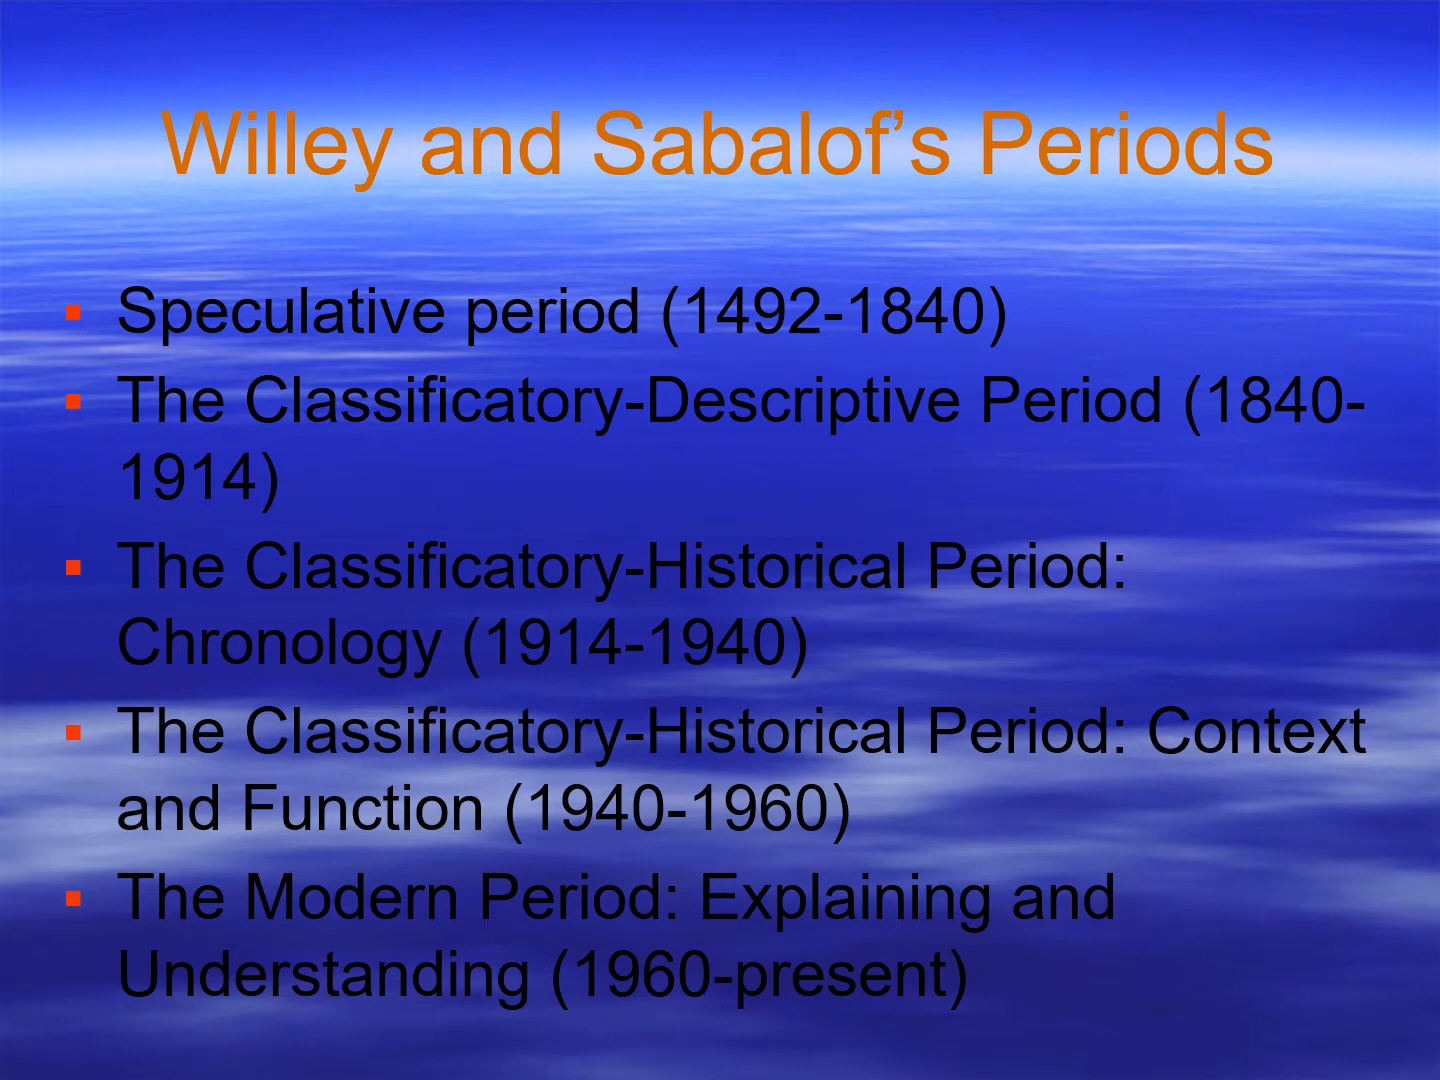 Willey and Sabalof’s Periods
Speculative period (1492-1840)
The Classificatory-Descriptive Period (1840-
1914)
The Classificatory-Historical Period:
Chronology (1914-1940)
The Classificatory-Historical Period: Context
and Function (1940-1960)
The Modern Period: Explaining and
Understanding (1960-present)